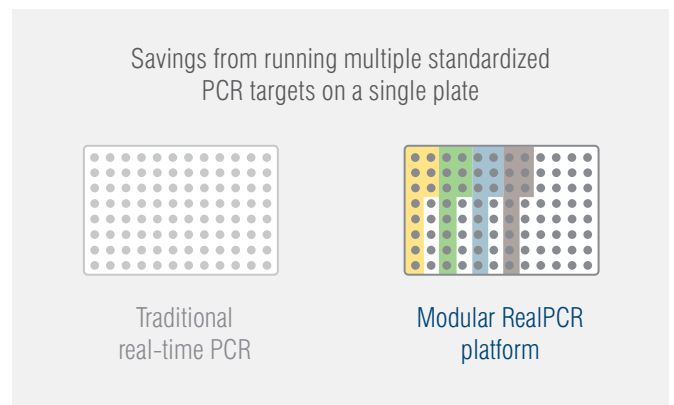 Savings from running multiple standardized
PCR targets on a single plate
Traditional
real-time PCR
Modular RealPCR
platform